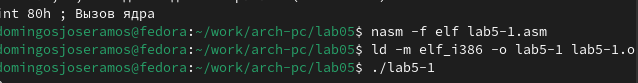 int 80h ; Вызов ядра
domingosjoseramos@fedora:~/work/arch-pc/lab05$ nasm -f elf lab5-1.asm
domingosjoseramos@fedora:~/work/arch-pc/lab05$ ld -m elf_i386 -o lab5-1 lab5-1.o
domingosjoseramos@fedora:~/work/arch-pc/lab05$ ./lab5-1